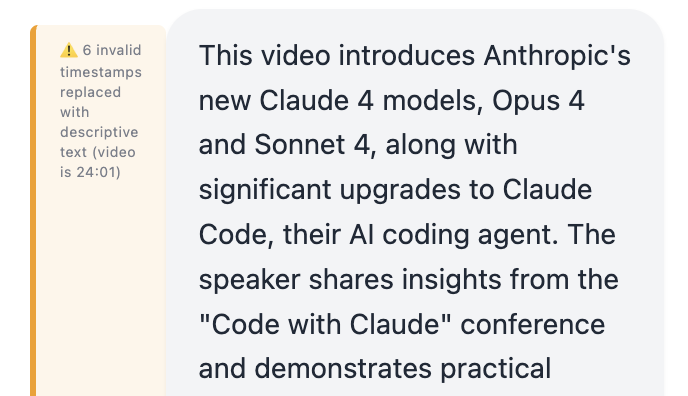 ⚠️ 6 invalid
timestamps
replaced
with
descriptive
text (video
is 24:01)
This video introduces Anthropic's
new Claude 4 models, Opus 4
and Sonnet 4, along with
significant upgrades to Claude
Code, their AI coding agent. The
speaker shares insights from the
"Code with Claude" conference
and demonstrates practical